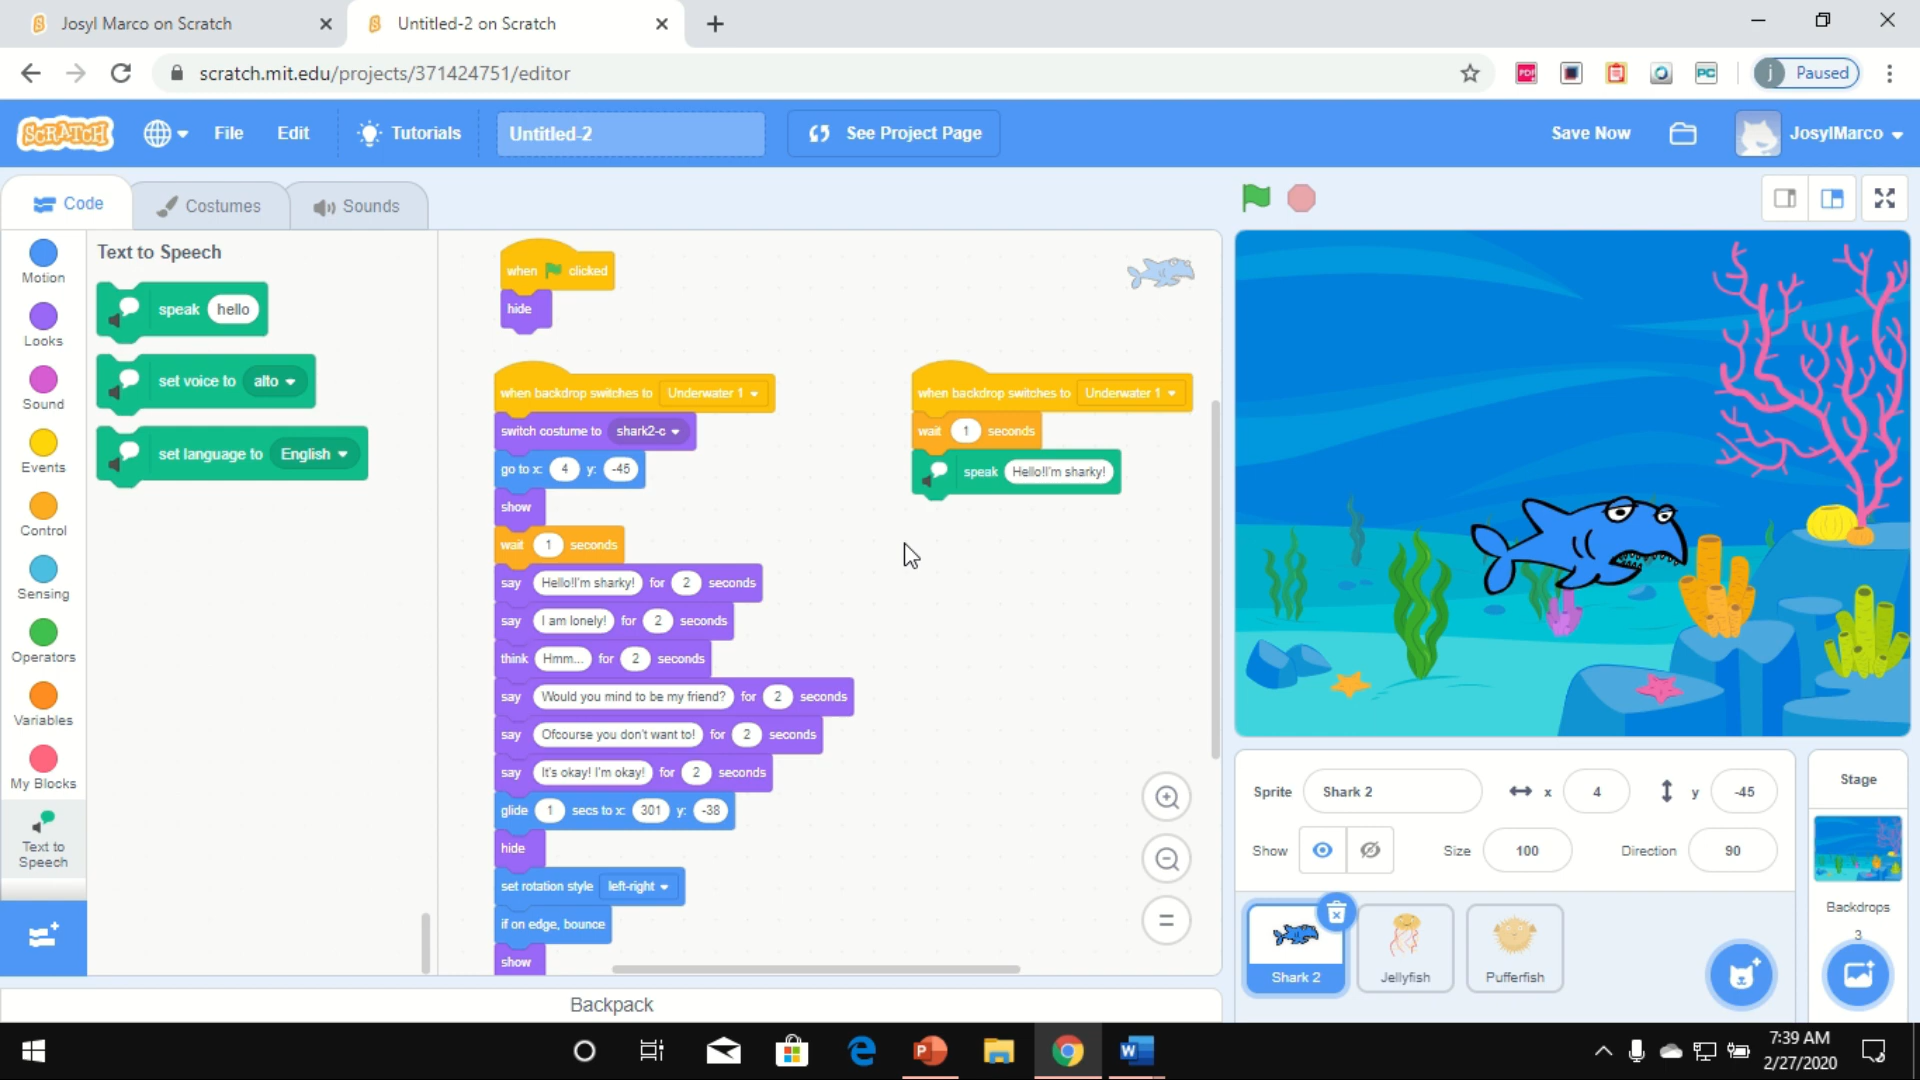 Josyl Marco on Scratch
Untitled-2 on Scratch
scratch.mit.edu/projects/371424751/editor
PDF
PC
j Paused
SCRATCH
File
Edit
Tutorials
Untitled-2
See Project Page
Save Now
JosylMarco
Code
Costumes
Sounds
Motion
Looks
Sound
Events
Control
Sensing
Operators
Variables
My Blocks
Text to
Speech
Text to Speech
speak hello
set voice to alto
set language to English
when clicked
hide
when backdrop switches to Underwater 1
switch costume to shark2-c
go to x: 4 y: -45
show
wait 1 seconds
say Hello!I'm sharky! for 2 seconds
say I am lonely! for 2 seconds
think Hmm... for 2 seconds
say Would you mind to be my friend? for 2 seconds
say Ofcourse you don't want to! for 2 seconds
say It's okay! I'm okay! for 2 seconds
glide 1 secs to x: 301 y: -38
hide
set rotation style left-right
if on edge, bounce
show
when backdrop switches to Underwater 1
wait 1 seconds
speak Hello!I'm sharky!
Backpack
Sprite Shark 2 x 4 y -45
Show Size 100 Direction 90
Shark 2
Jellyfish
Pufferfish
Stage
Backdrops
3
P
W
7:39 AM
2/27/2020